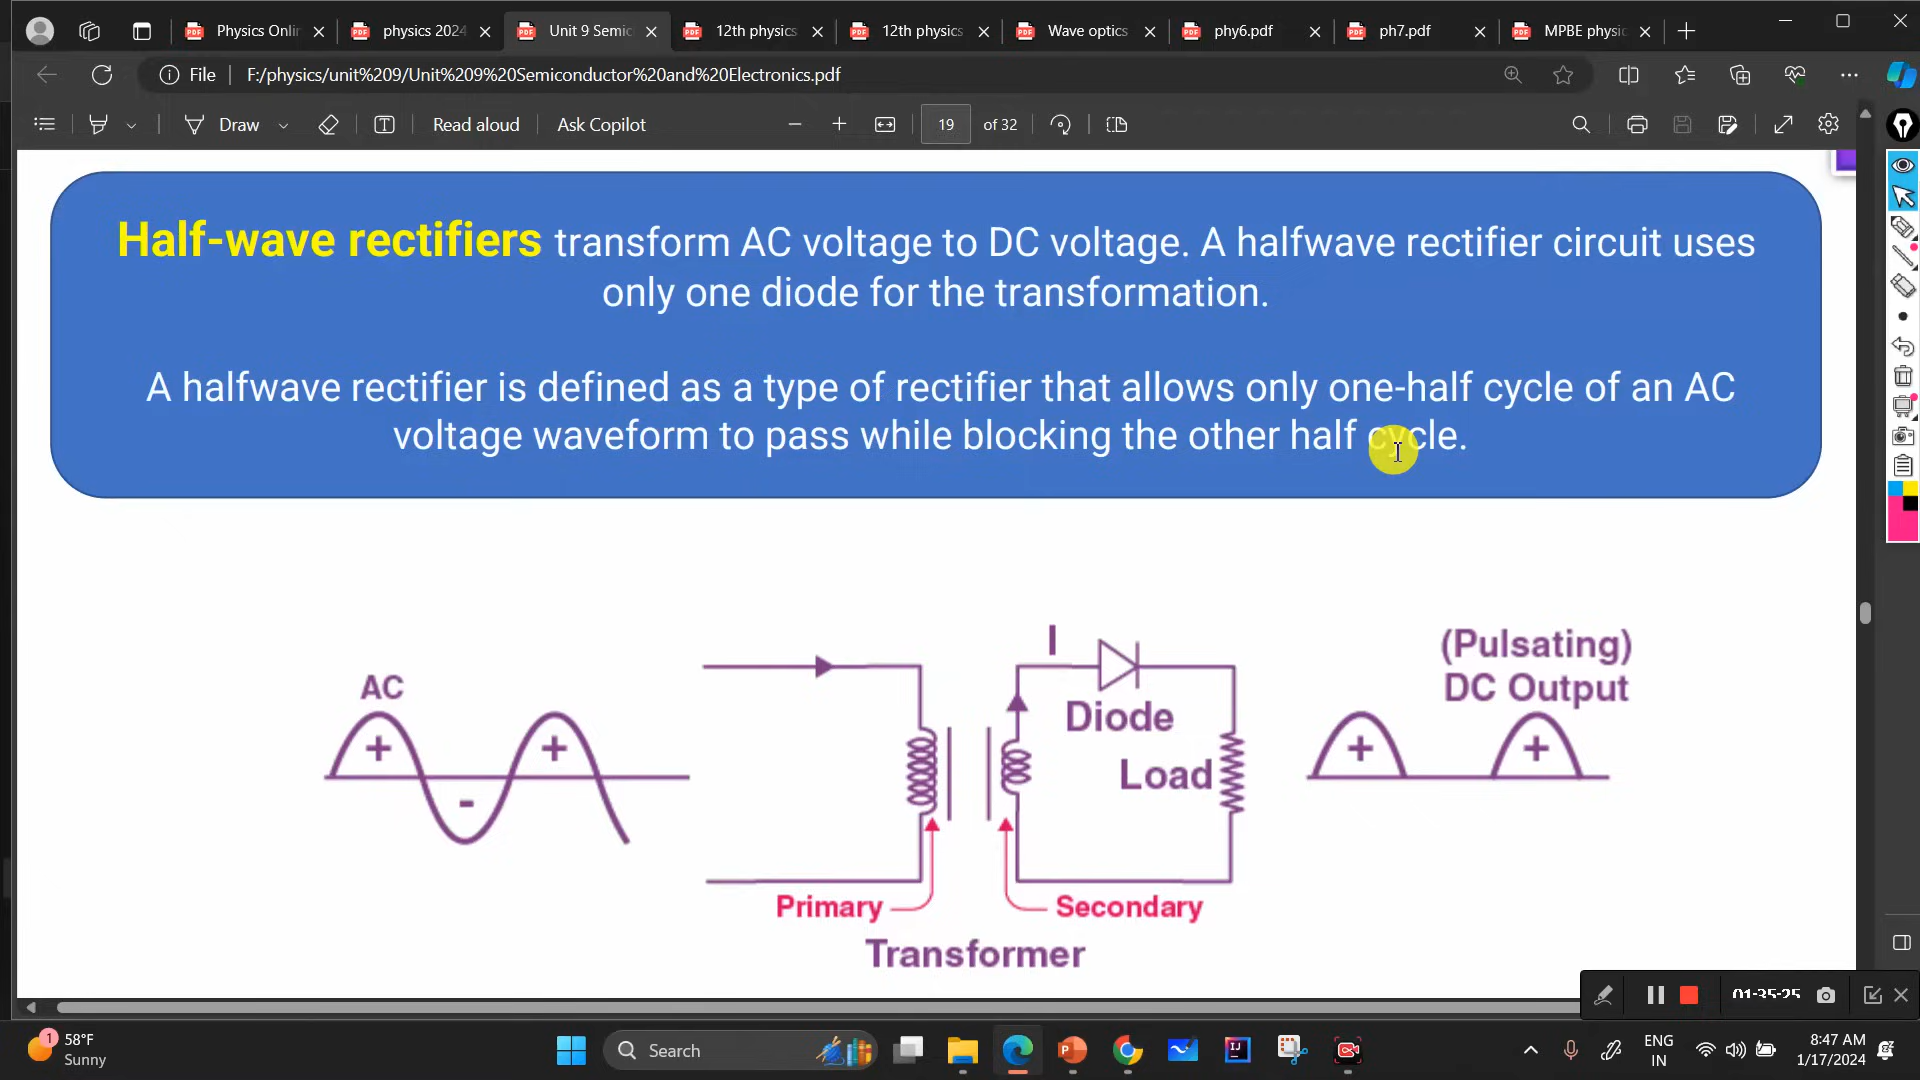 Physics Onlin
physics 2024
Unit 9 Semic
12th physics
12th physics
Wave optics
phy6.pdf
ph7.pdf
MPBE physic
File
F:/physics/unit%209/Unit%209%20Semiconductor%20and%20Electronics.pdf
Draw
Read aloud
Ask Copilot
19
of 32
Half-wave rectifiers transform AC voltage to DC voltage. A halfwave rectifier circuit uses
only one diode for the transformation.
A halfwave rectifier is defined as a type of rectifier that allows only one-half cycle of an AC
voltage waveform to pass while blocking the other half cycle.
AC
+
+
-
I
Diode
Load
Primary
Secondary
Transformer
(Pulsating)
DC Output
+
+
01:35:25
1
58°F
Sunny
Search
ENG
IN
8:47 AM
1/17/2024